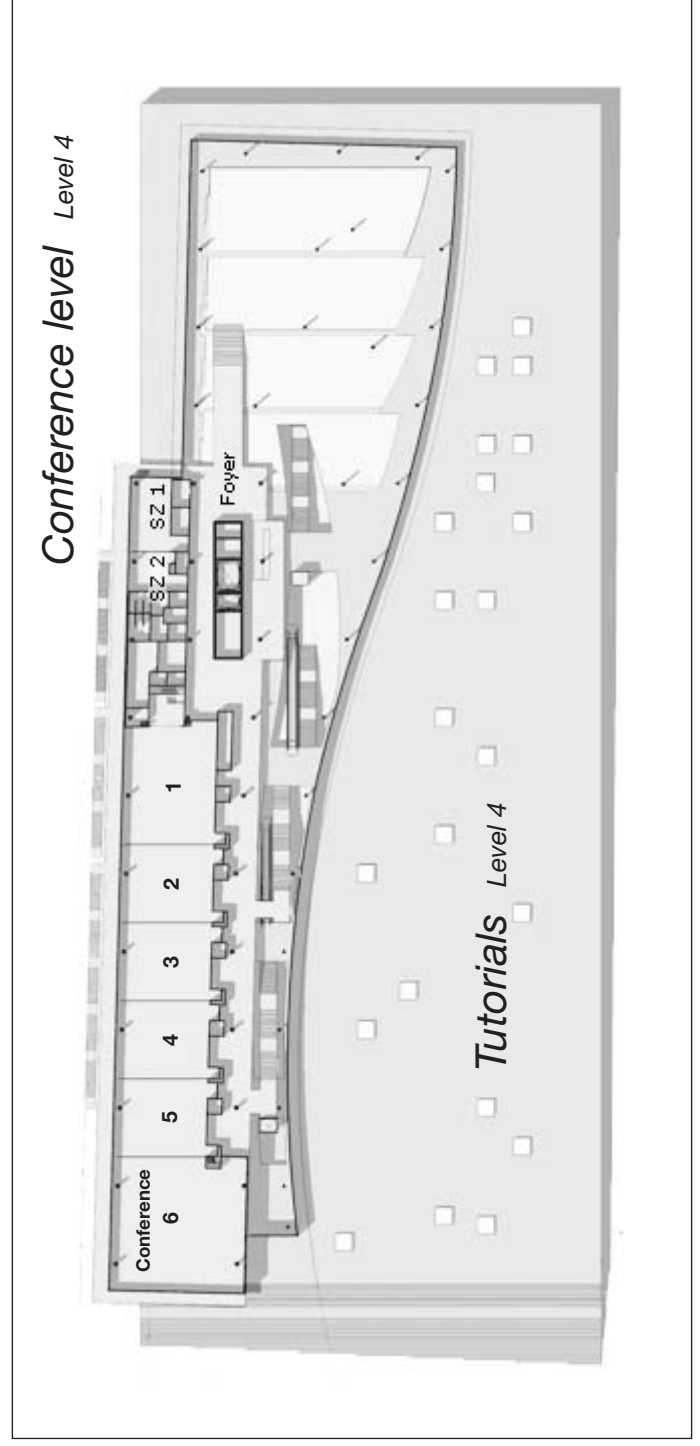 Conference level Level 4
SZ 1
SZ 2
Foyer
1
2
3
4
5
Conference
6
Tutorials Level 4